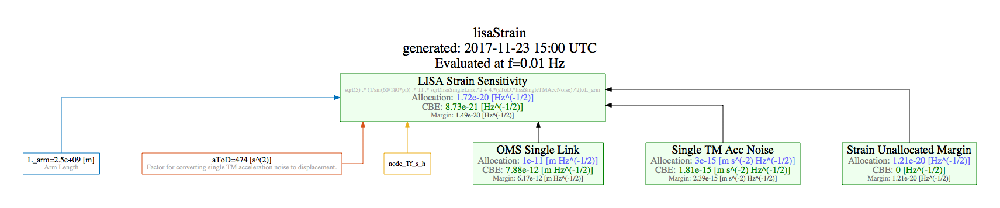 lisaStrain
generated: 2017-11-23 15:00 UTC
Evaluated at f=0.01 Hz
LISA Strain Sensitivity
sqrt(5) .* (1/sin(60/180*pi)) .* Tf .* sqrt(lisaSingleLink.^2 + 4.*(aToD.*lisaSingleTMAccNoise).^2)./L_arm
Allocation: 1.72e-20 [Hz^(-1/2)]
CBE: 8.73e-21 [Hz^(-1/2)]
Margin: 1.49e-20 [Hz^(-1/2)]
L_arm=2.5e+09 [m]
Arm Length
aToD=474 [s^(2)]
Factor for converting single TM acceleration noise to displacement.
node_Tf_s_h
OMS Single Link
Allocation: 1e-11 [m Hz^(-1/2)]
CBE: 7.88e-12 [m Hz^(-1/2)]
Margin: 6.17e-12 [m Hz^(-1/2)]
Single TM Acc Noise
Allocation: 3e-15 [m s^(-2) Hz^(-1/2)]
CBE: 1.81e-15 [m s^(-2) Hz^(-1/2)]
Margin: 2.39e-15 [m s^(-2) Hz^(-1/2)]
Strain Unallocated Margin
Allocation: 1.21e-20 [Hz^(-1/2)]
CBE: 0 [Hz^(-1/2)]
Margin: 1.21e-20 [Hz^(-1/2)]